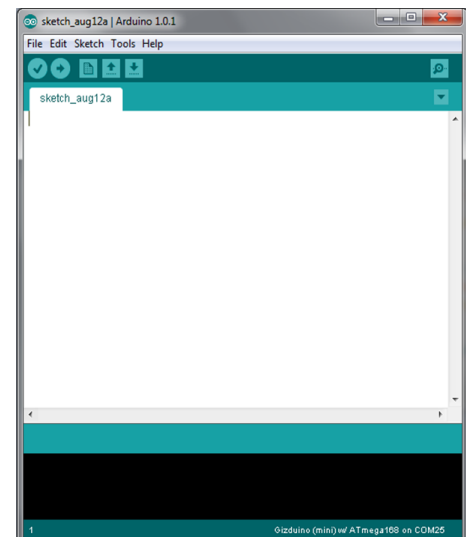 sketch_aug12a | Arduino 1.0.1
File Edit Sketch Tools Help
sketch_aug12a
1 Gizduino (mini) w/ ATmega168 on COM25